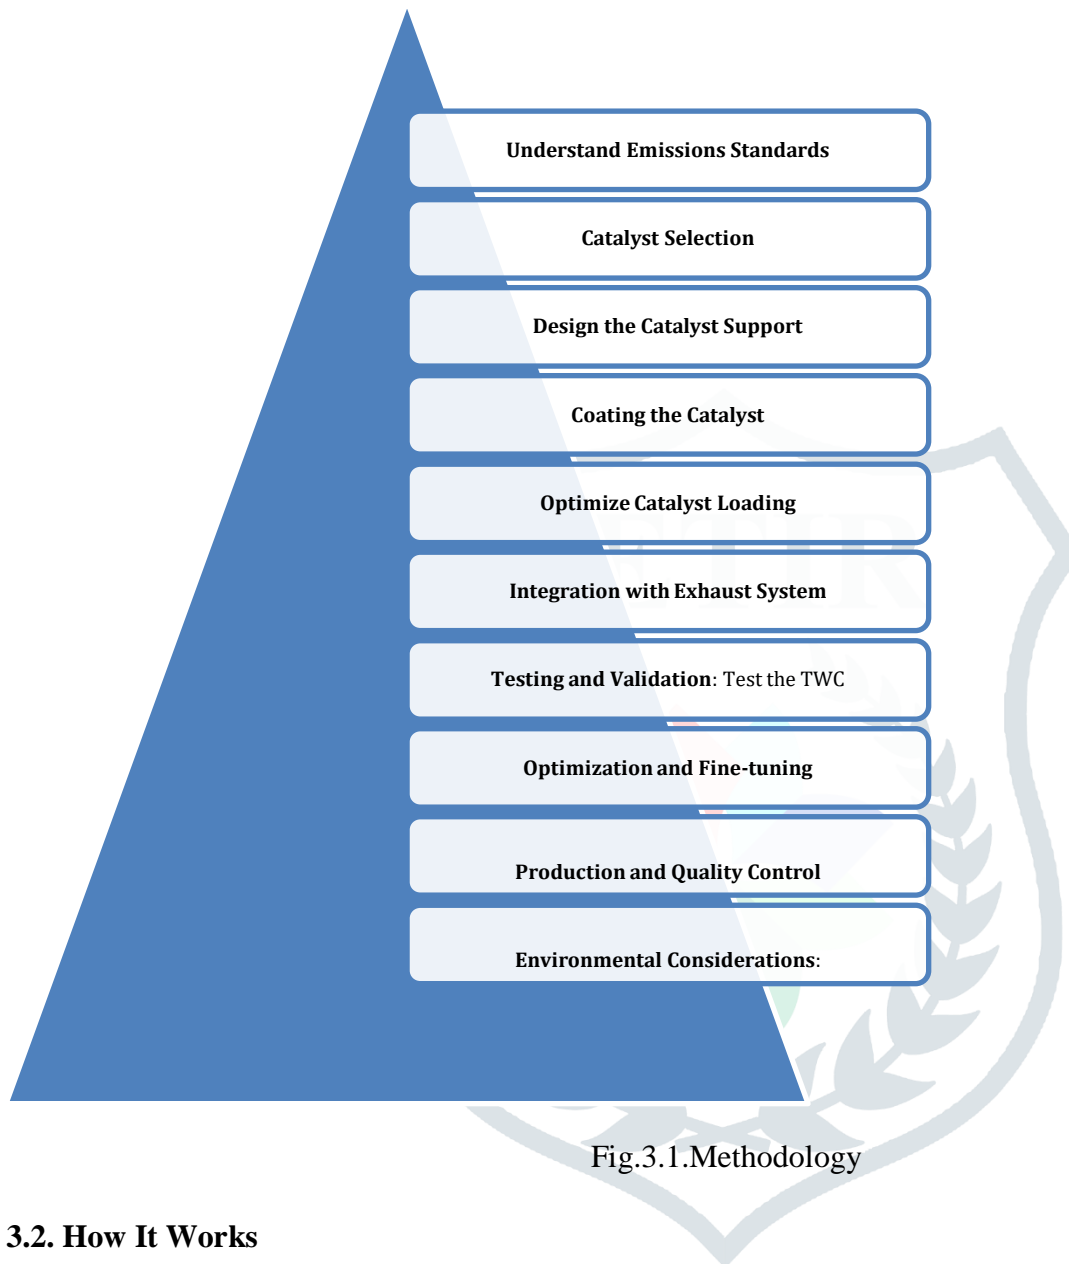 Understand Emissions Standards
Catalyst Selection
Design the Catalyst Support
Coating the Catalyst
Optimize Catalyst Loading
Integration with Exhaust System
Testing and Validation: Test the TWC
Optimization and Fine-tuning
Production and Quality Control
Environmental Considerations:
Fig.3.1.Methodology
3.2. How It Works